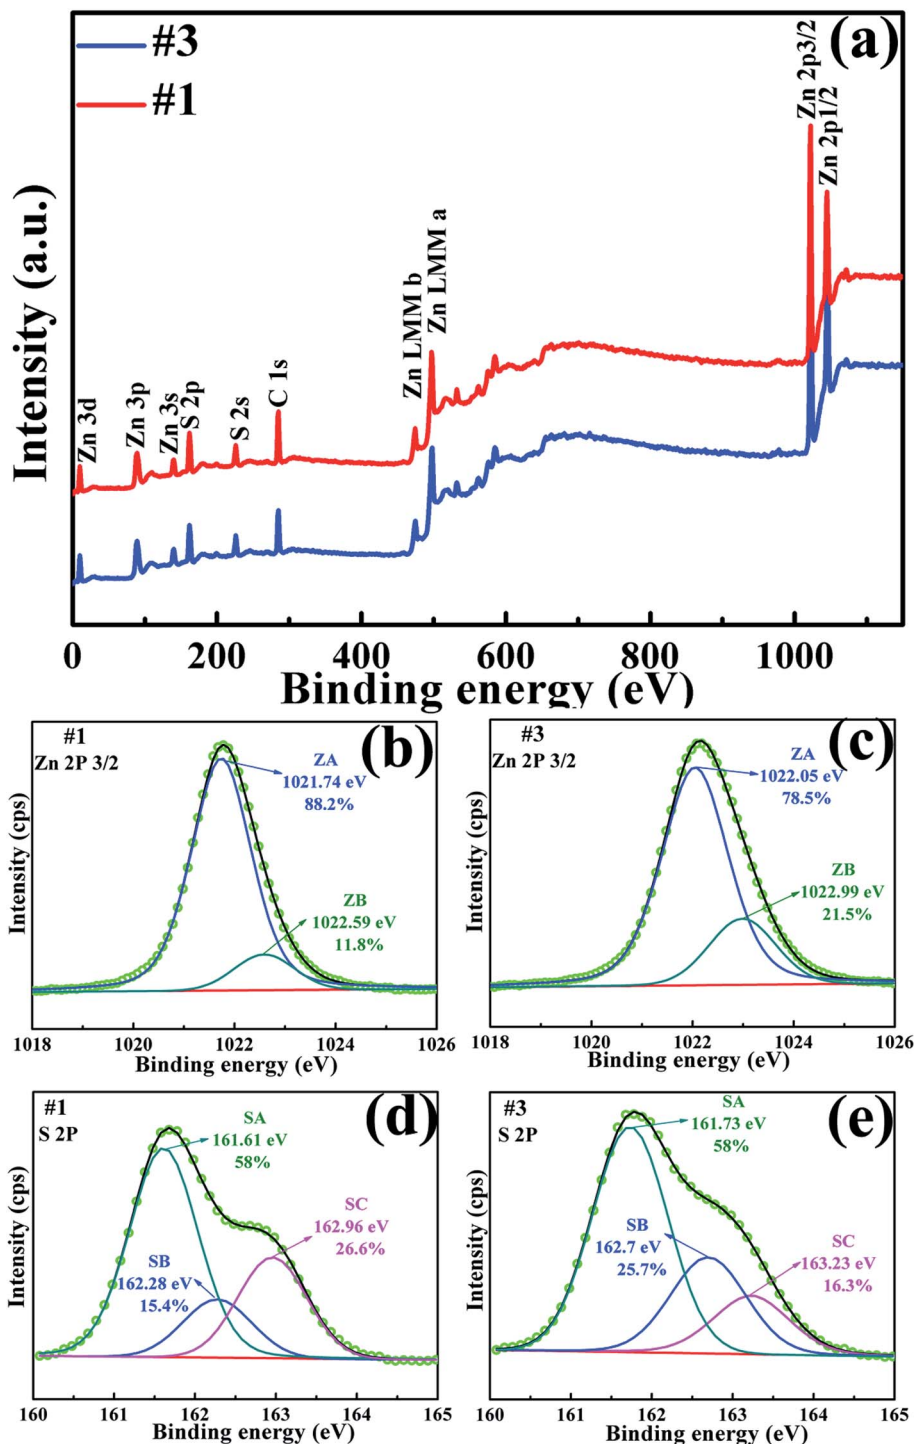 #3
#1
(a)
Zn 3d
Zn 3p
Zn 3s
S 2p
S 2s
C 1s
Zn LMM b
Zn LMM a
Zn 2p3/2
Zn 2p1/2
Intensity (a.u.)
0 200 400 600 800 1000
Binding energy (eV)
#1
Zn 2P 3/2
(b)
ZA
1021.74 eV
88.2%
ZB
1022.59 eV
11.8%
Intensity (cps)
1018 1020 1022 1024 1026
Binding energy (eV)
#3
Zn 2P 3/2
(c)
ZA
1022.05 eV
78.5%
ZB
1022.99 eV
21.5%
Intensity (cps)
1018 1020 1022 1024 1026
Binding energy (eV)
#1
S 2P
(d)
SA
161.61 eV
58%
SC
162.96 eV
26.6%
SB
162.28 eV
15.4%
Intensity (cps)
160 161 162 163 164 165
Binding energy (eV)
#3
S 2P
(e)
SA
161.73 eV
58%
SB
162.7 eV
25.7%
SC
163.23 eV
16.3%
Intensity (cps)
160 161 162 163 164 165
Binding energy (eV)